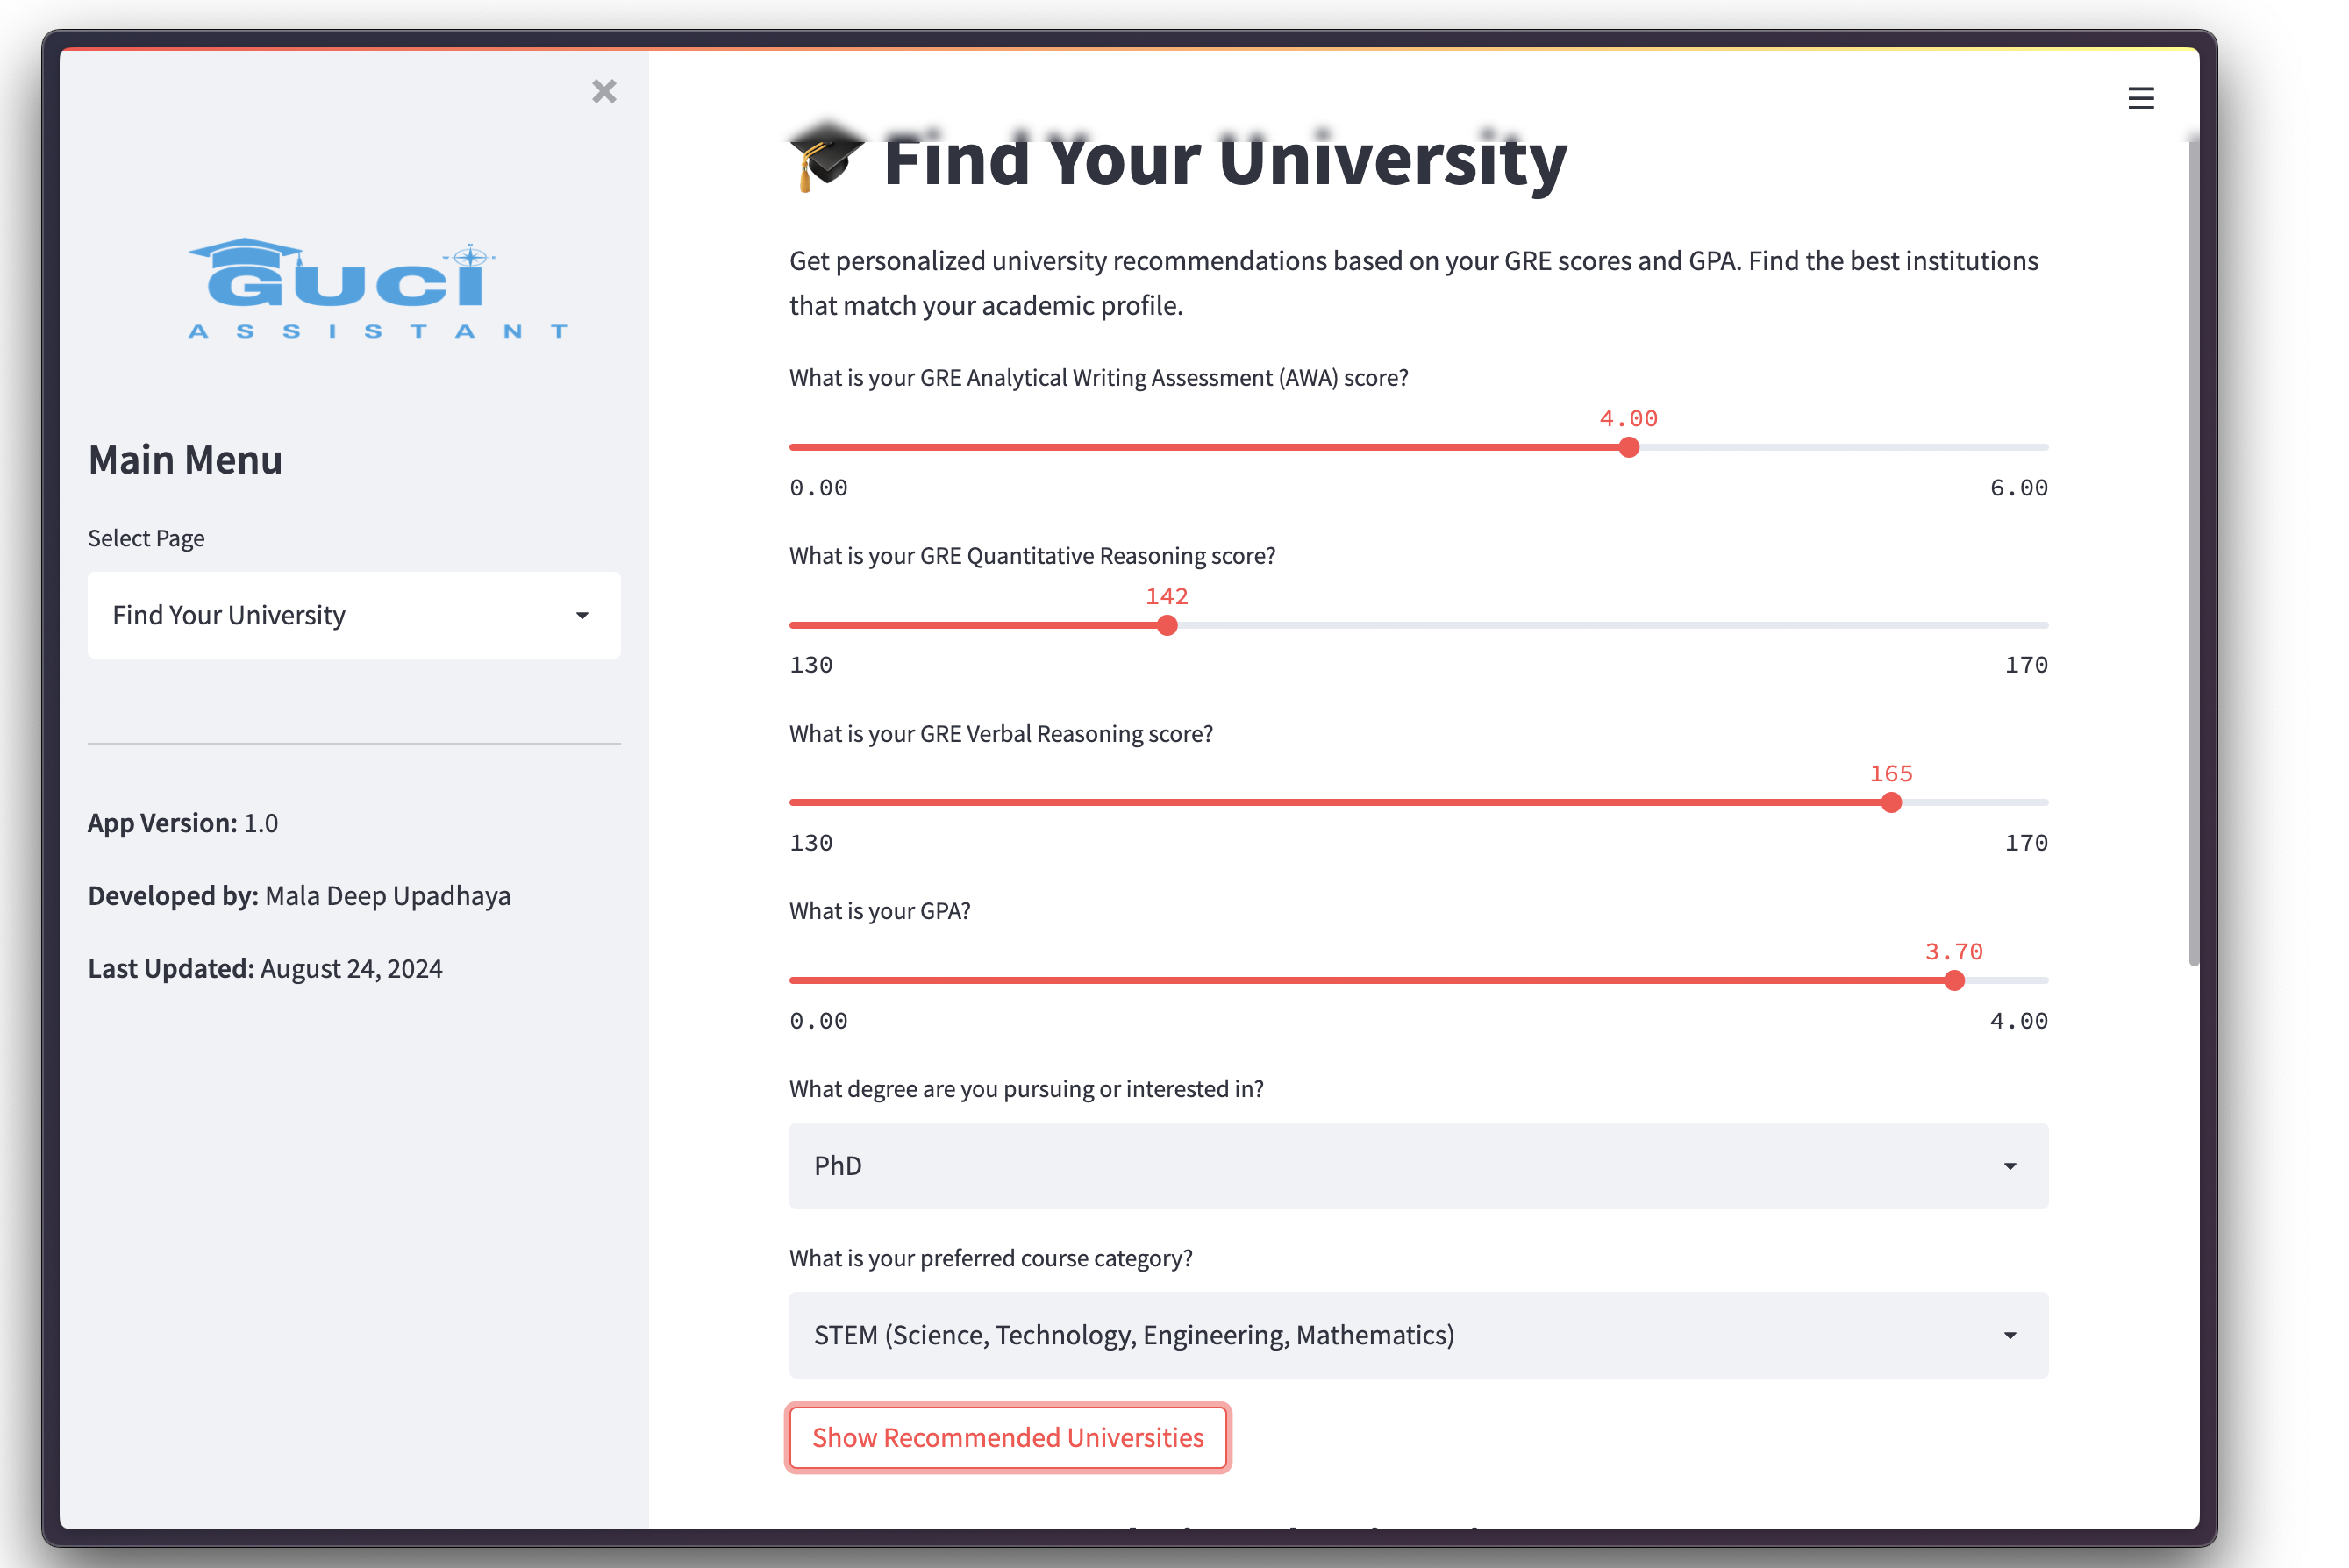 GUCI
ASSISTANT
Main Menu
Select Page
Find Your University
App Version: 1.0
Developed by: Mala Deep Upadhaya
Last Updated: August 24, 2024
Find Your University
Get personalized university recommendations based on your GRE scores and GPA. Find the best institutions
that match your academic profile.
What is your GRE Analytical Writing Assessment (AWA) score?
4.00
0.00 6.00
What is your GRE Quantitative Reasoning score?
142
130 170
What is your GRE Verbal Reasoning score?
165
130 170
What is your GPA?
3.70
0.00 4.00
What degree are you pursuing or interested in?
PhD
What is your preferred course category?
STEM (Science, Technology, Engineering, Mathematics)
Show Recommended Universities